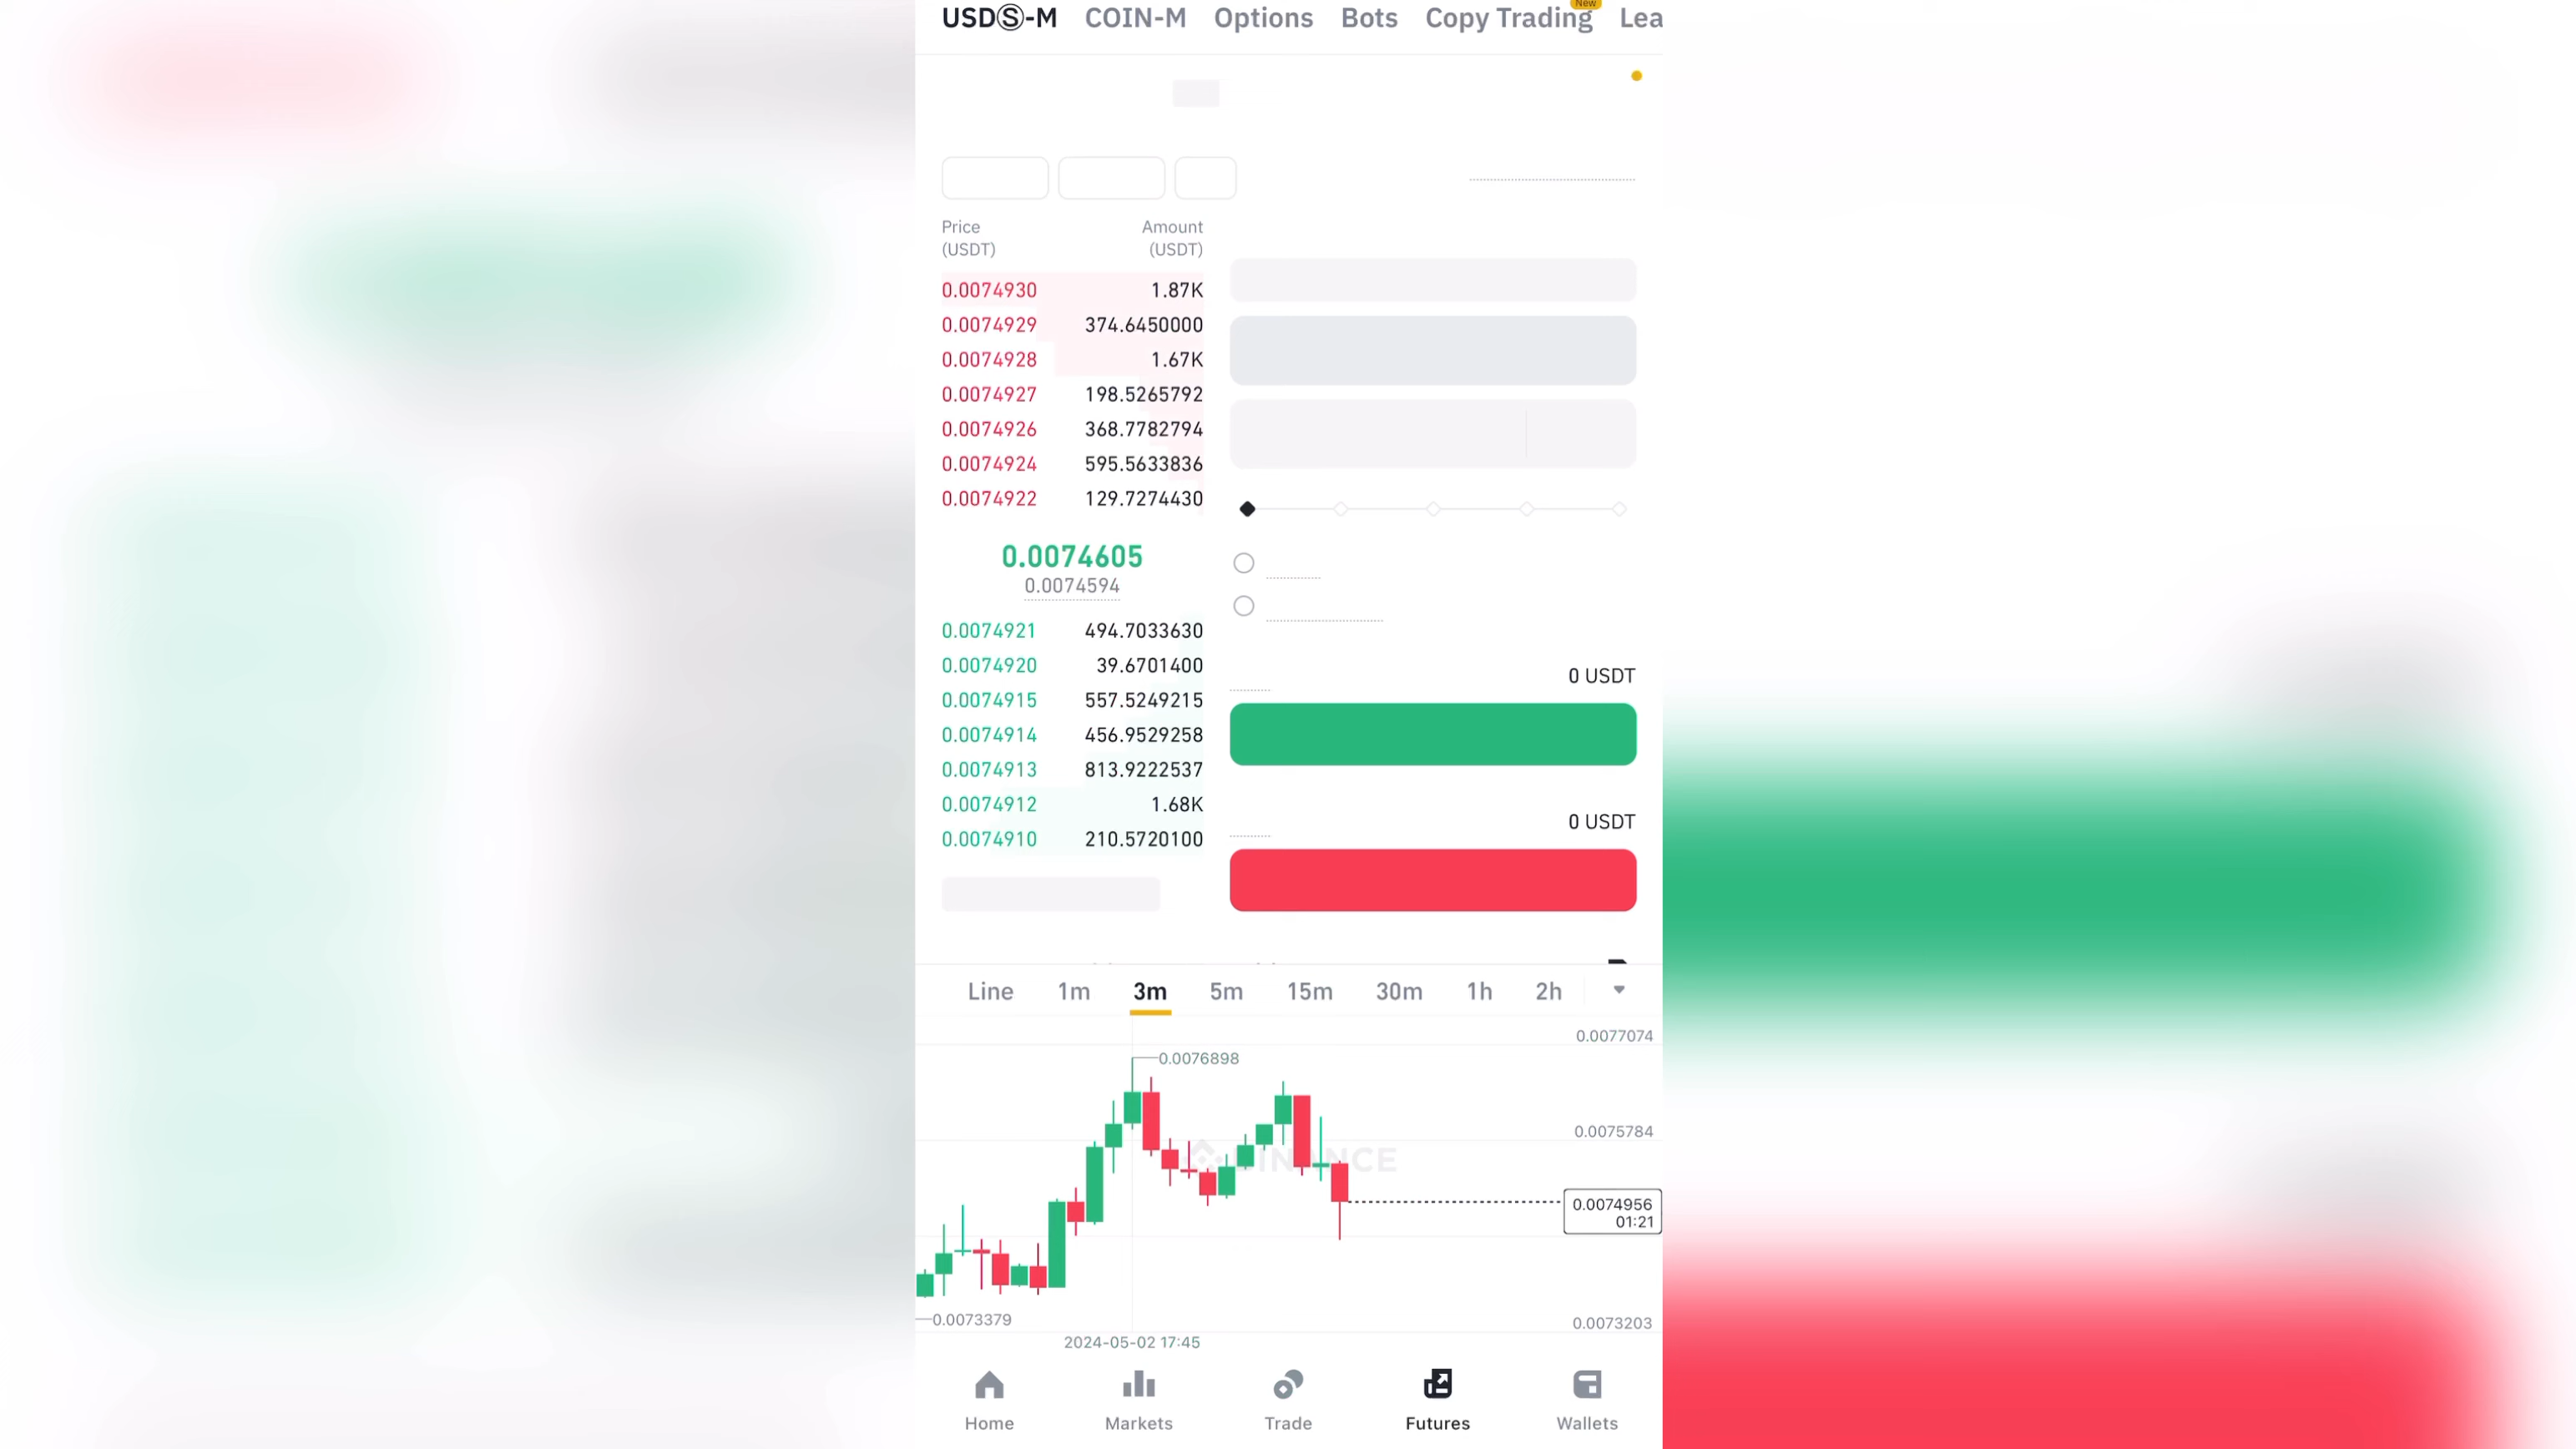 USDⓈ-M COIN-M Options Bots Copy Trading New Lea
Price (USDT) Amount (USDT)
0.0074930 1.87K
0.0074929 374.6450000
0.0074928 1.67K
0.0074927 198.5265792
0.0074926 368.7782794
0.0074924 595.5633836
0.0074922 129.7274430
0.0074605
0.0074594
0.0074921 494.7033630
0.0074920 39.6701400
0.0074915 557.5249215
0.0074914 456.9529258
0.0074913 813.9222537
0.0074912 1.68K
0.0074910 210.5720100
0 USDT
0 USDT
Line 1m 3m 5m 15m 30m 1h 2h
0.0077074
0.0076898
0.0075784
BINANCE
0.0074956
01:21
0.0073379
0.0073203
2024-05-02 17:45
Home Markets Trade Futures Wallets